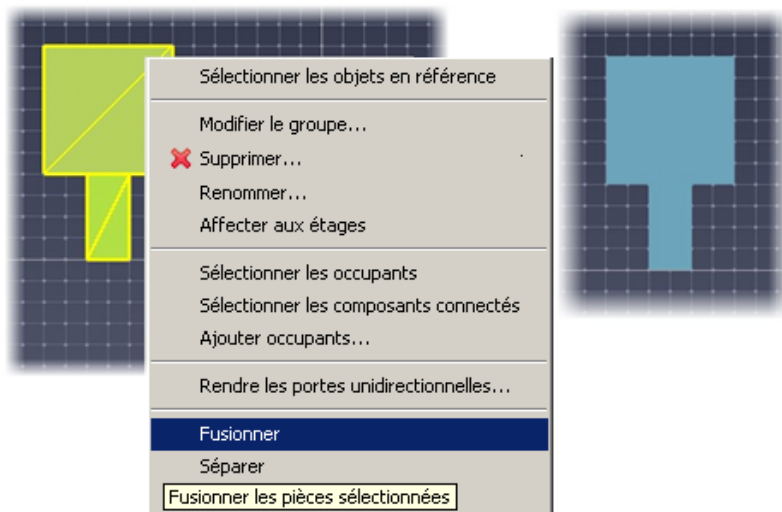 Sélectionner les objets en référence
Modifier le groupe...
Supprimer...
Renommer...
Affecter aux étages
Sélectionner les occupants
Sélectionner les composants connectés
Ajouter occupants...
Rendre les portes unidirectionnelles...
Fusionner
Séparer
Fusionner les pièces sélectionnées